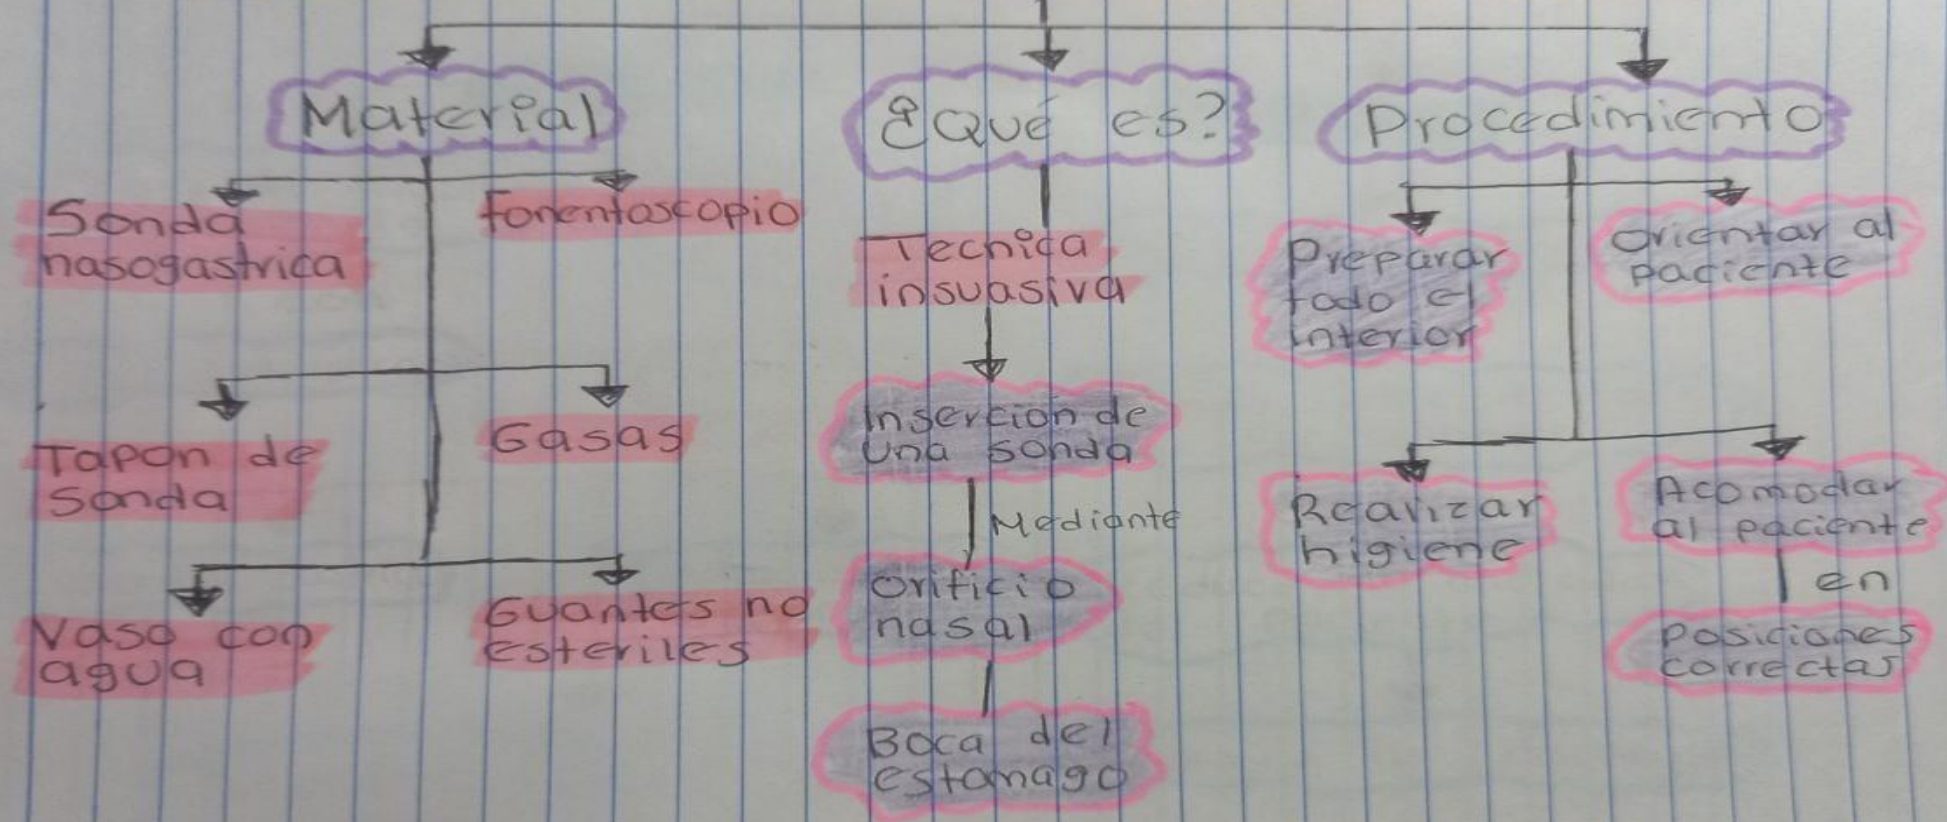 Material
Sonda
nasogastrica
fonentoscopio
Tapon de
Sonda
Gasas
Vaso con
agua
Guantes no
esteriles
¿Qué es?
Tecnica
insuasiva
Insercion de
una sonda
Mediante
Orificio
nasal
Boca del
estomago
Procedimiento
Preparar
todo el
interior
Orientar al
paciente
Realizar
higiene
Acomodar
al paciente
en
Posiciones
correctas